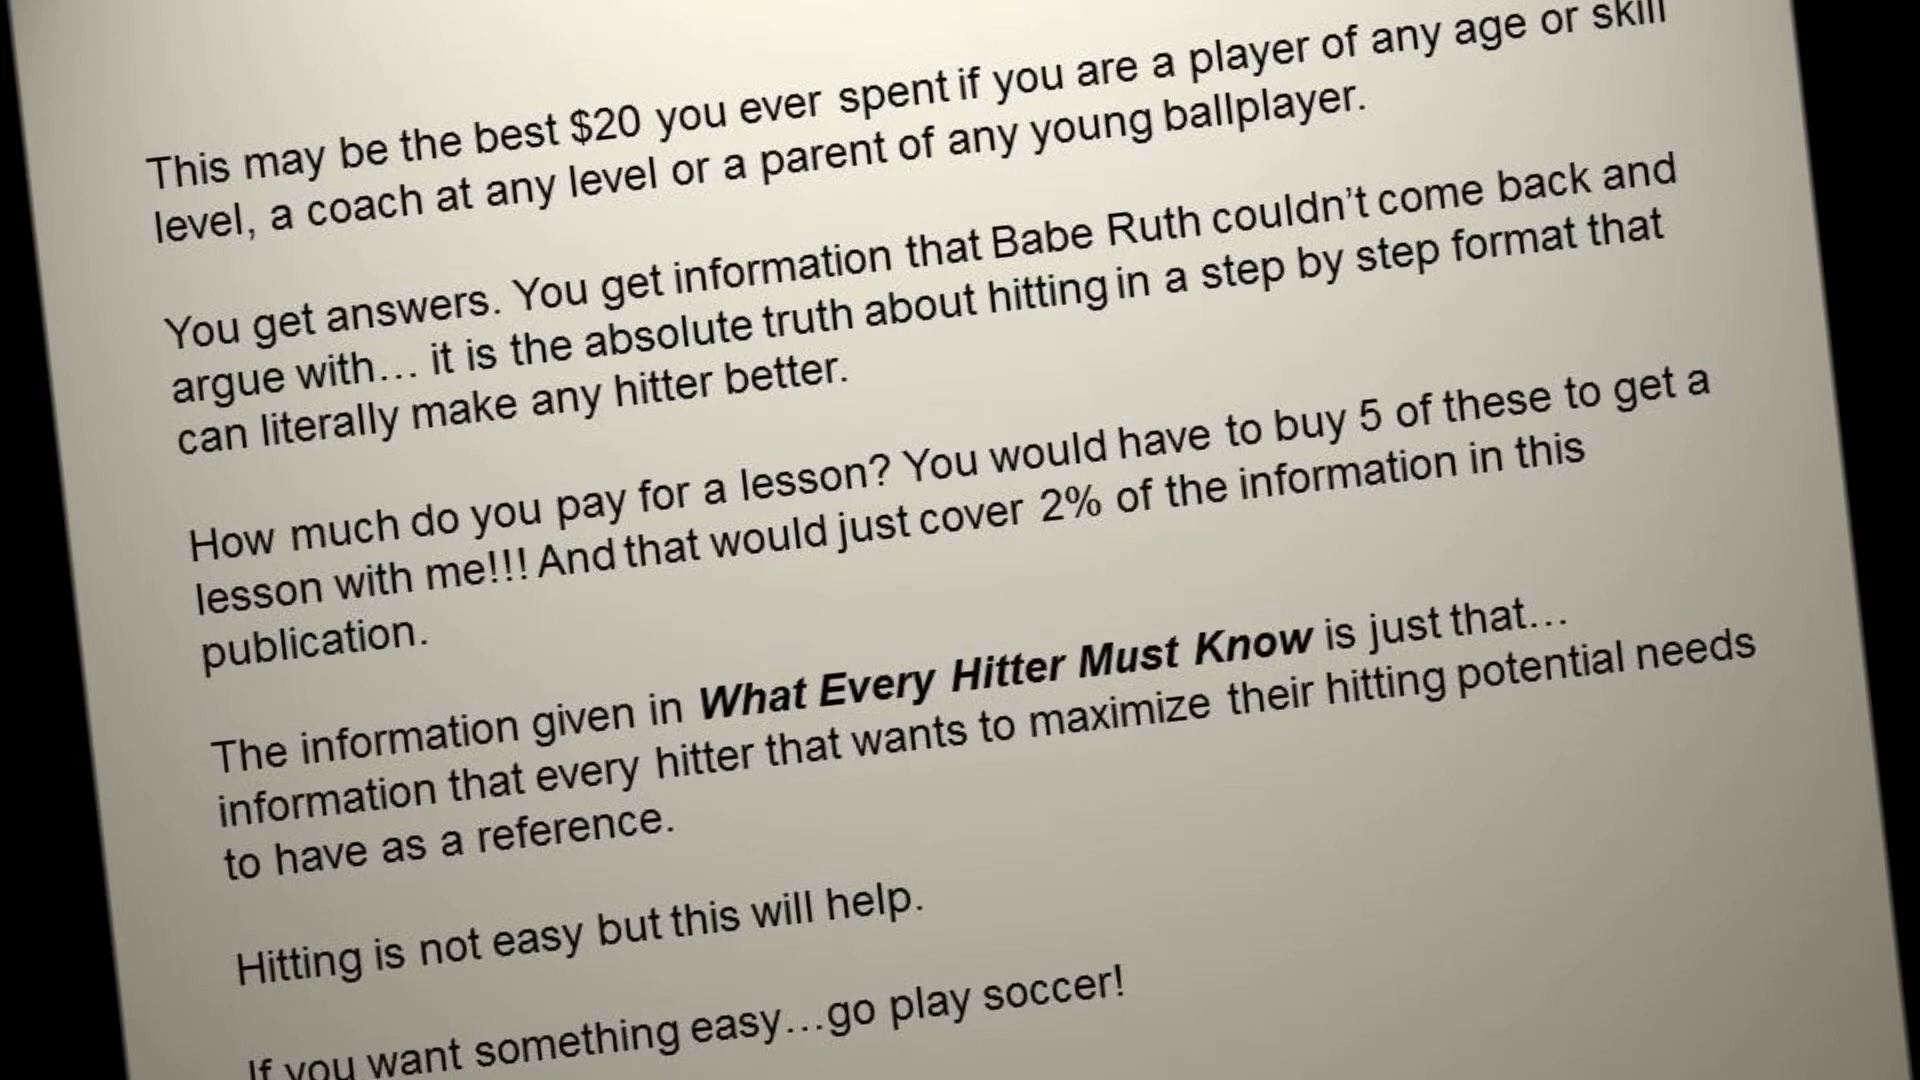 This may be the best $20 you ever spent if you are a player of any age or skill
level, a coach at any level or a parent of any young ballplayer.
You get answers. You get information that Babe Ruth couldn’t come back and
argue with… it is the absolute truth about hitting in a step by step format that
can literally make any hitter better.
How much do you pay for a lesson? You would have to buy 5 of these to get a
lesson with me!!! And that would just cover 2% of the information in this
publication.
The information given in What Every Hitter Must Know is just that…
information that every hitter that wants to maximize their hitting potential needs
to have as a reference.
Hitting is not easy but this will help.
If you want something easy…go play soccer!